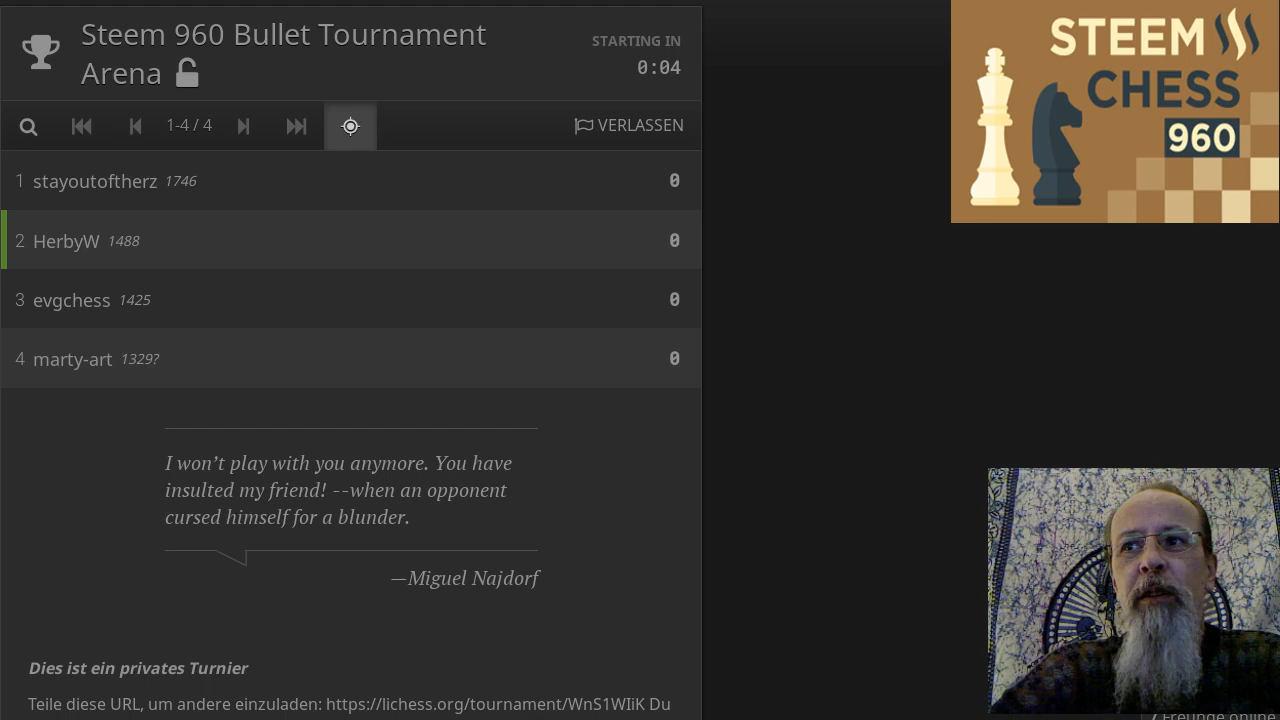 Steem 960 Bullet Tournament
Arena
STARTING IN
0:04
1-4 / 4
VERLASSEN
1 stayoutoftherz 1746 0
2 HerbyW 1488 0
3 evgchess 1425 0
4 marty-art 1329? 0
I won’t play with you anymore. You have
insulted my friend! --when an opponent
cursed himself for a blunder.
—Miguel Najdorf
Dies ist ein privates Turnier
Teile diese URL, um andere einzuladen: https://lichess.org/tournament/WnS1WIiK Du
STEEM
CHESS
960
7 Freunde online